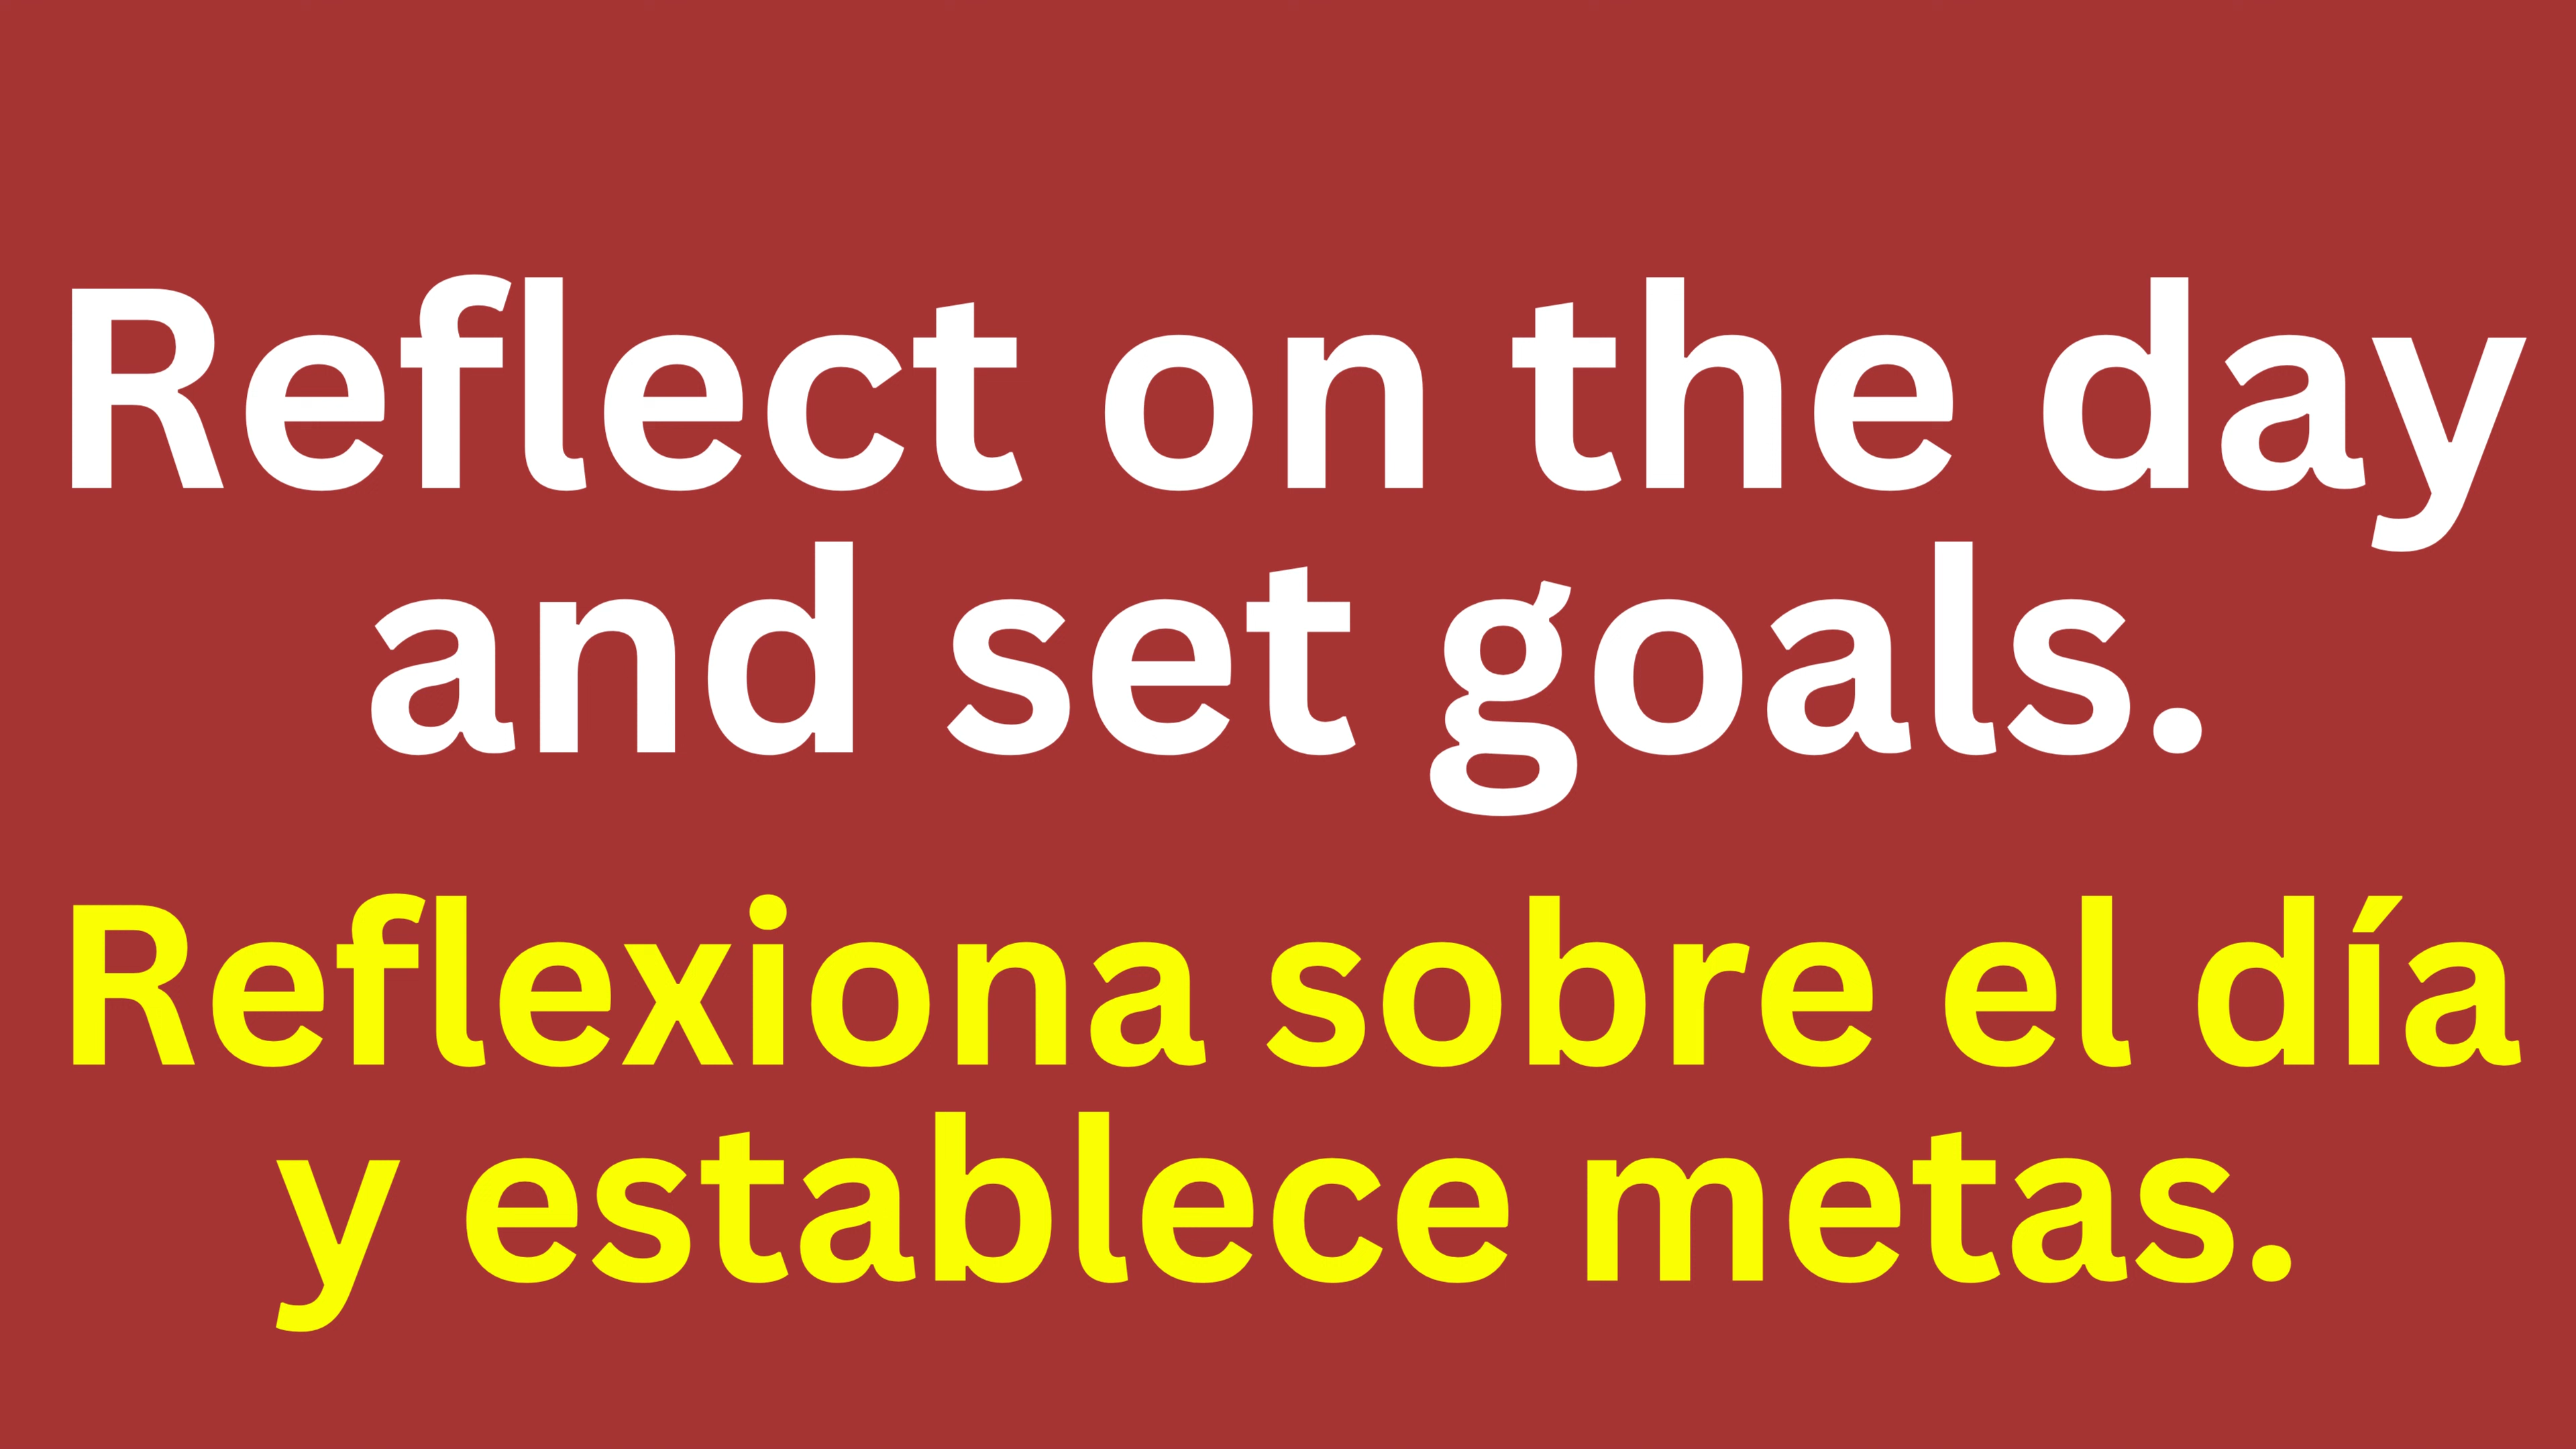 Reflect on the day
and set goals.
Reflexiona sobre el día
y establece metas.